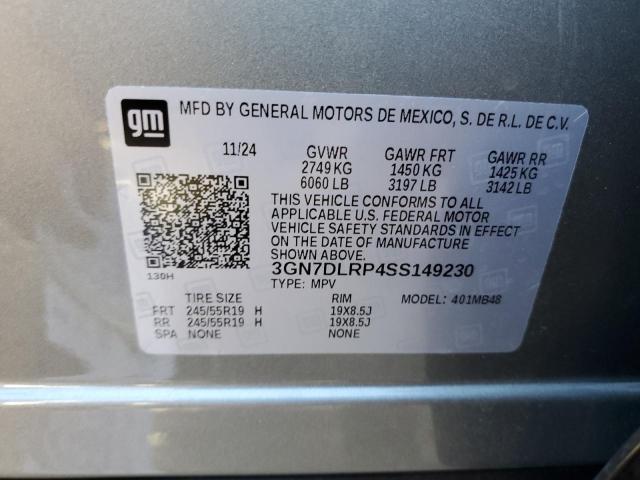 gm MFD BY GENERAL MOTORS DE MEXICO, S. DE R.L. DE C.V.
11/24 GVWR GAWR FRT GAWR RR
2749 KG 1450 KG 1425 KG
6060 LB 3197 LB 3142 LB
THIS VEHICLE CONFORMS TO ALL
APPLICABLE U.S. FEDERAL MOTOR
VEHICLE SAFETY STANDARDS IN
EFFECT ON THE DATE OF MANUFACTURE
SHOWN ABOVE.
130H 3GN7DLRP4SS149230
TYPE: MPV
TIRE SIZE RIM MODEL: 401MB48
FRT 245/55R19 H 19X8.5J
RR 245/55R19 H 19X8.5J
SPA NONE NONE